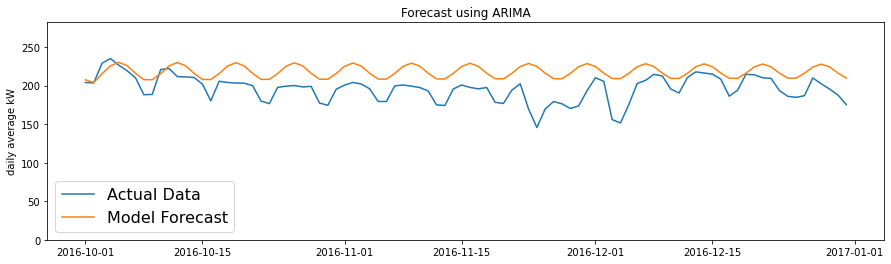 Forecast using ARIMA
daily average kW
250
200
150
100
50
0
Actual Data
Model Forecast
2016-10-01 2016-10-15 2016-11-01 2016-11-15 2016-12-01 2016-12-15 2017-01-01